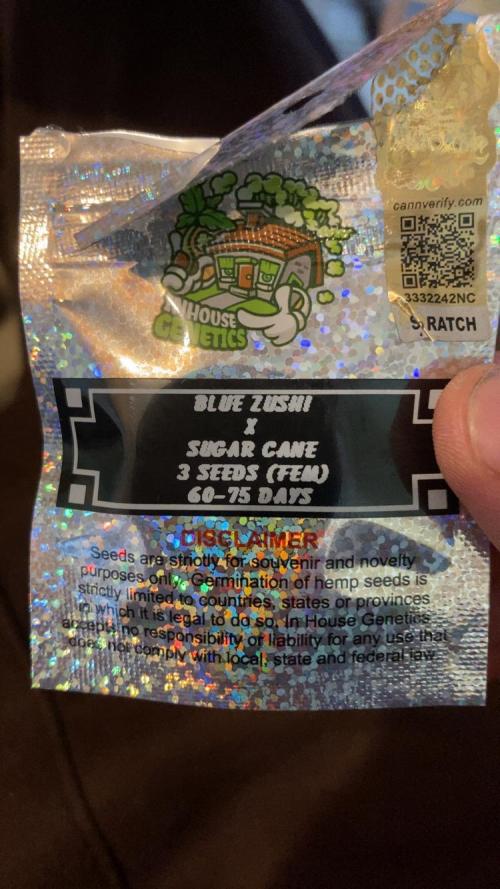 cannverify.com
3332242NC
S RATCH
INHOUSE
GENETICS
BLUE ZUSHI
X
SUGAR CANE
3 SEEDS (FEM)
60-75 DAYS
DISCLAIMER
Seeds are strictly for souvenir and novelty
purposes only. Germination of hemp seeds is
strictly limited to countries, states or provinces
in which it is legal to do so. In House Genetics
accepts no responsibility or liability for any use that
does not comply with local, state and federal law.